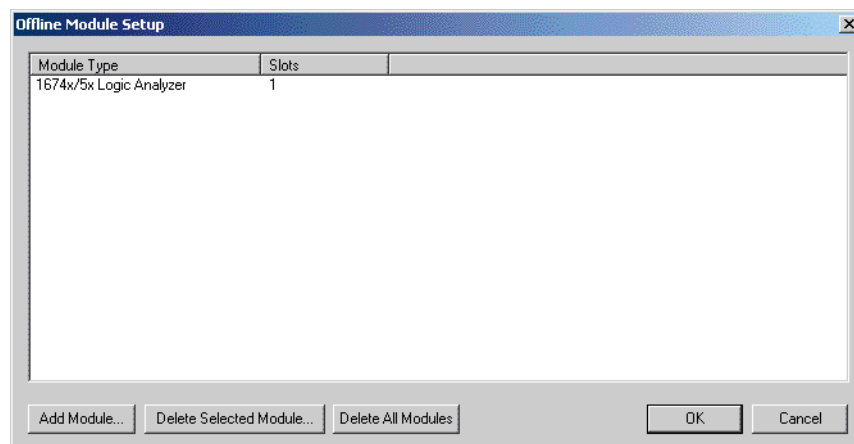 Offline Module Setup
Module Type Slots
1674x/5x Logic Analyzer 1
Add Module... Delete Selected Module... Delete All Modules OK Cancel